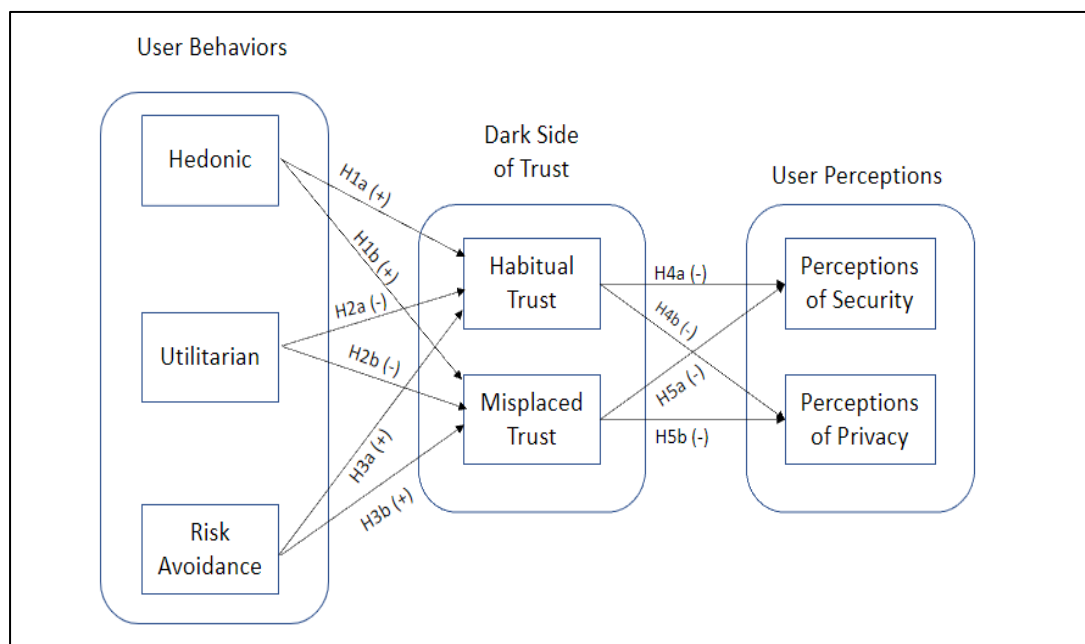 User Behaviors
Hedonic
Utilitarian
Risk
Avoidance
H1a (+)
H1b (+)
H2a (-)
H2b (-)
H3a (+)
H3b (+)
Dark Side
of Trust
Habitual
Trust
Misplaced
Trust
H4a (-)
H4b (-)
H5a (-)
H5b (-)
User Perceptions
Perceptions
of Security
Perceptions
of Privacy